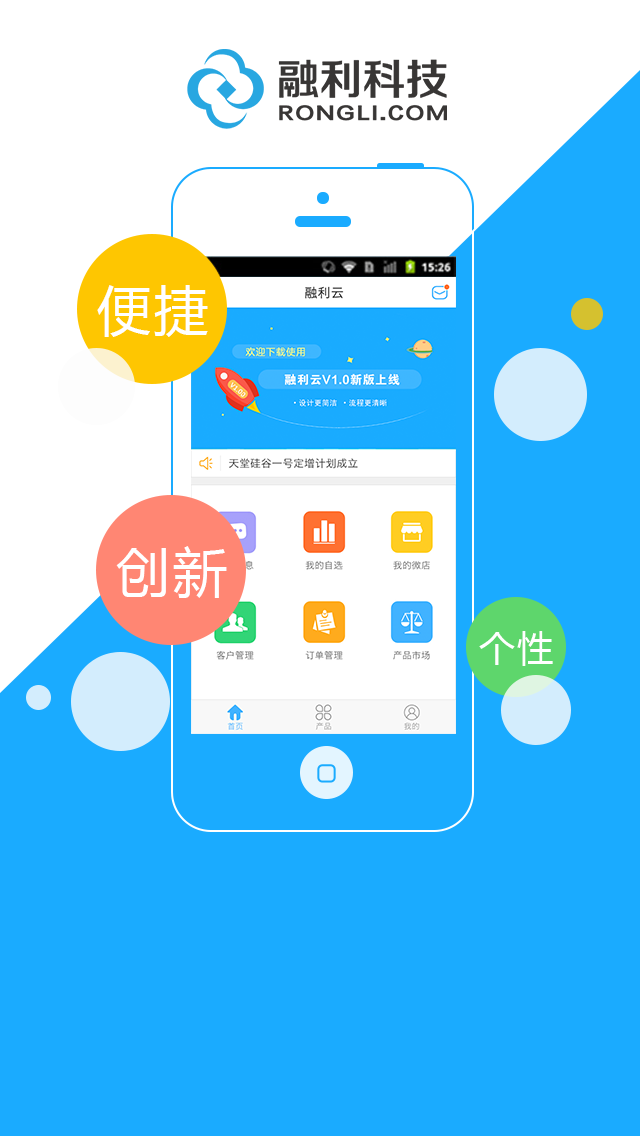 融利科技
RONGLI.COM
15:26
便捷
融利云
欢迎下载使用
融利云V1.0新版上线
V1.0.0
•设计更简洁 •流程更清晰
天堂硅谷一号定增计划成立
创新
息
我的自选
我的微店
客户管理
订单管理
产品市场
个性
首页
产品
我的